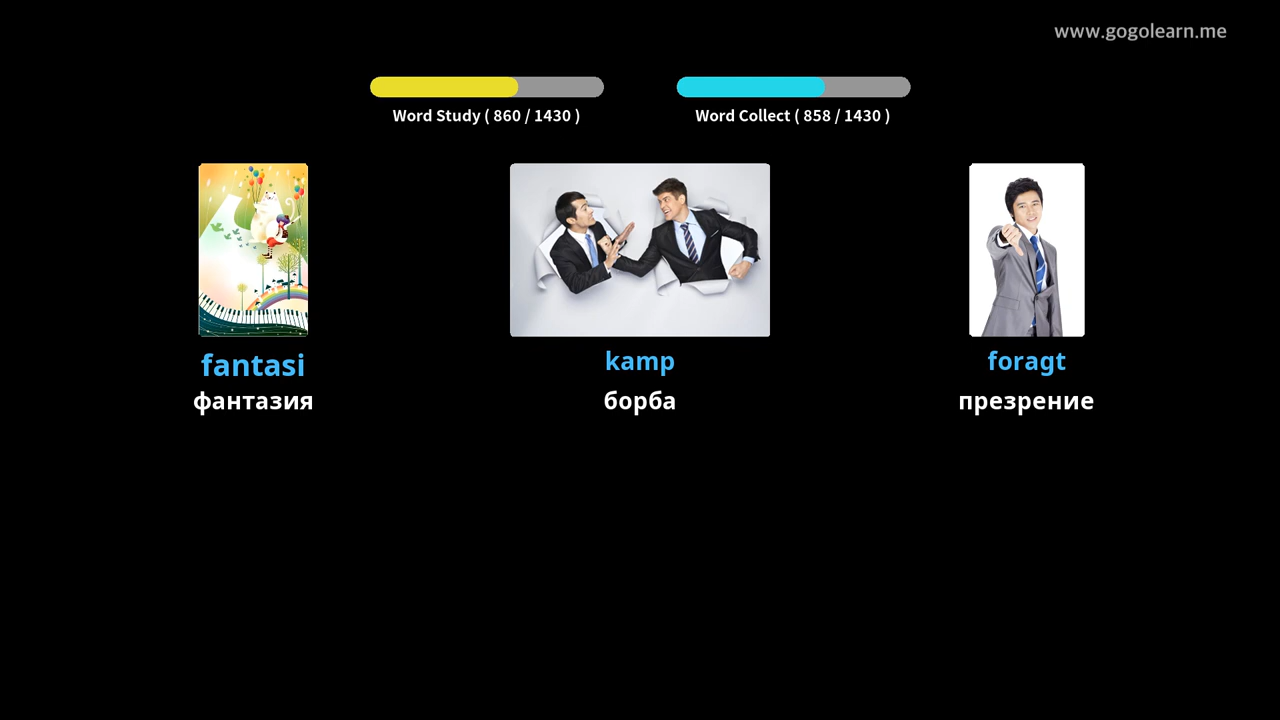 www.gogolearn.me
Word Study ( 860 / 1430 )
Word Collect ( 858 / 1430 )
fantasi
kamp
foragt
фантазия
борба
презрение